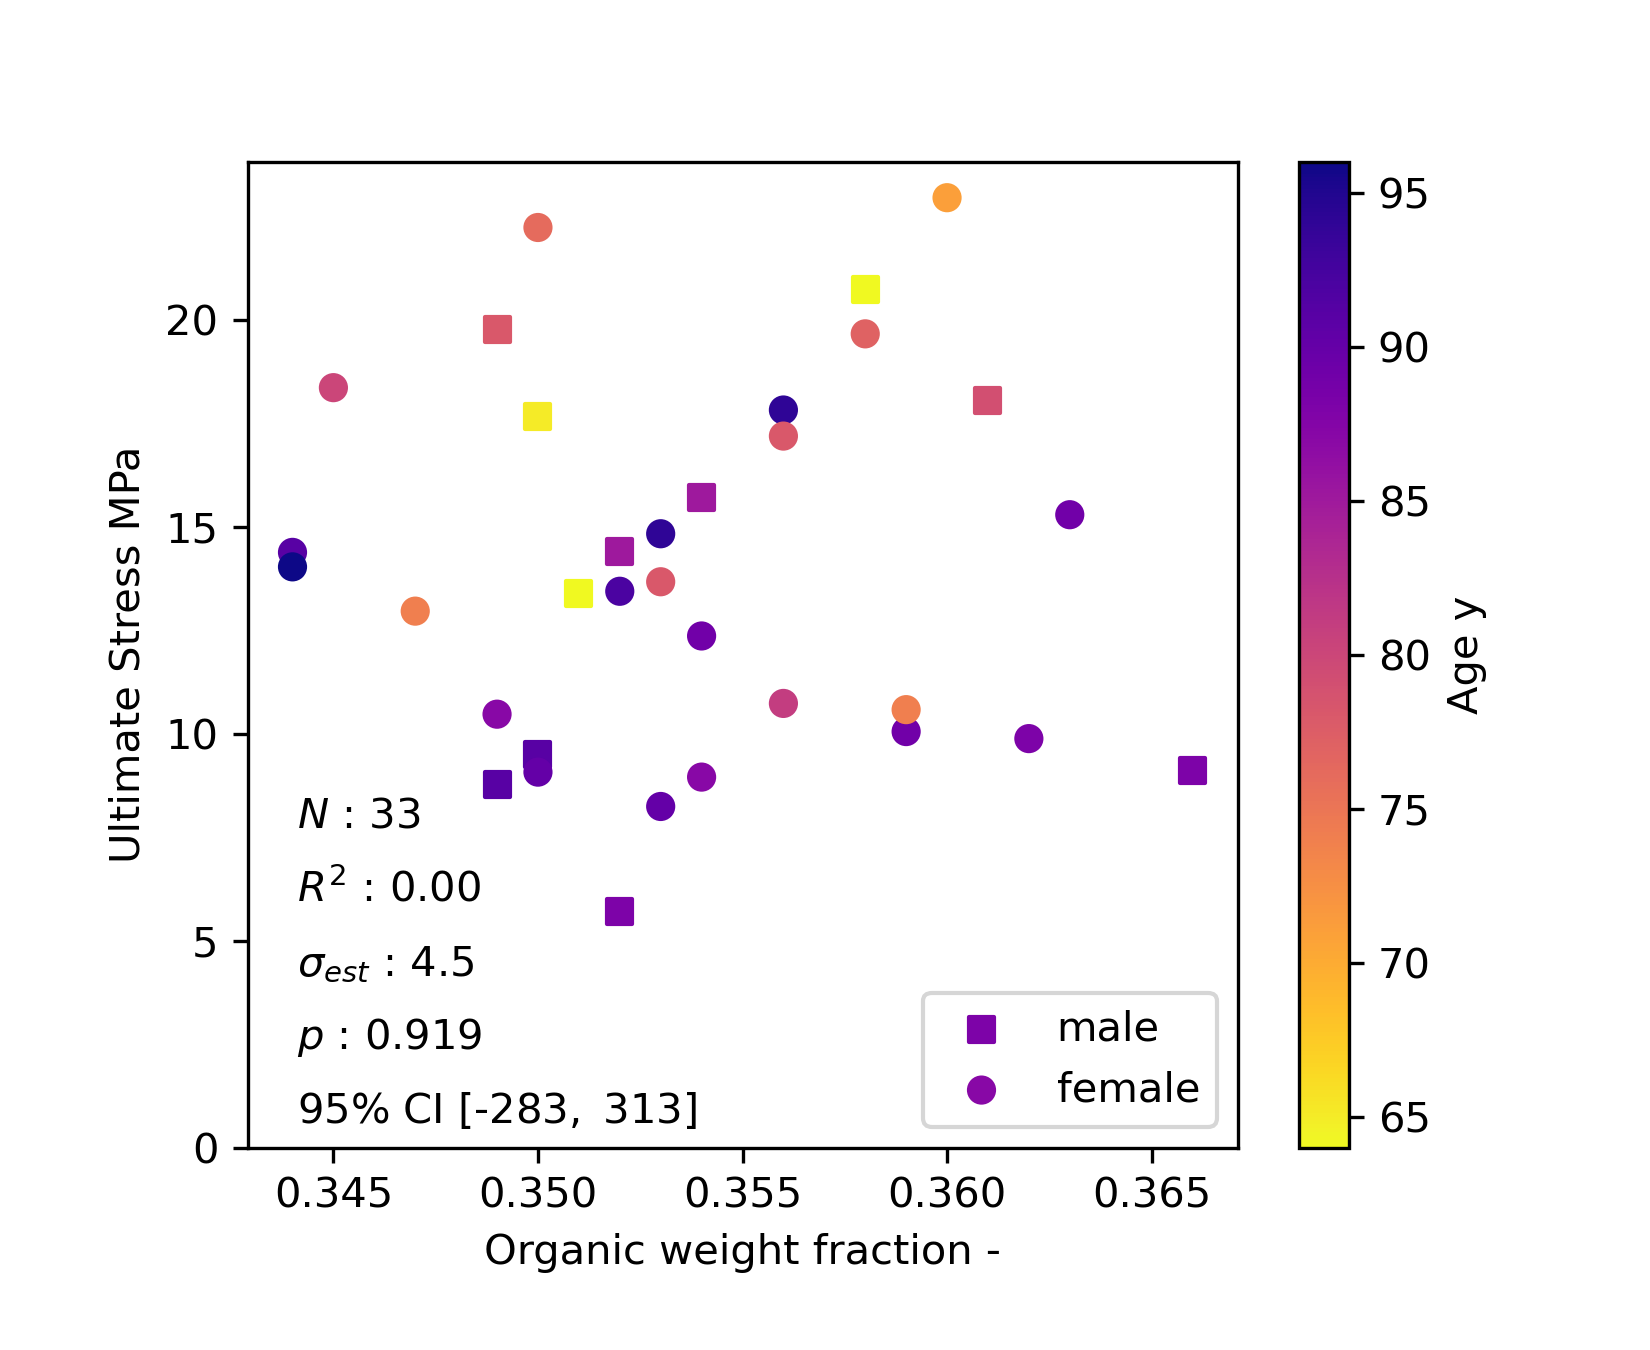 20
15
10
5
0
Ultimate Stress MPa
N : 33
R² : 0.00
σest : 4.5
p : 0.919
95% CI [-283, 313]
male
female
0.345 0.350 0.355 0.360 0.365
Organic weight fraction -
95
90
85
80
75
70
65
Age y